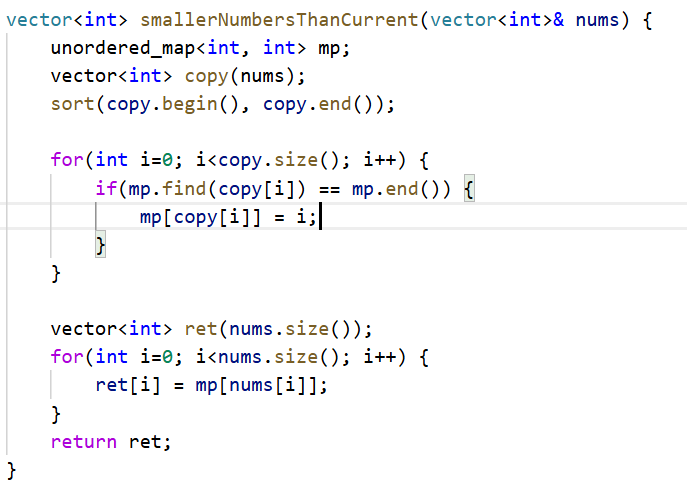 vector<int> smallerNumbersThanCurrent(vector<int>& nums) {
    unordered_map<int, int> mp;
    vector<int> copy(nums);
    sort(copy.begin(), copy.end());

    for(int i=0; i<copy.size(); i++) {
        if(mp.find(copy[i]) == mp.end()) {
            mp[copy[i]] = i;
        }
    }

    vector<int> ret(nums.size());
    for(int i=0; i<nums.size(); i++) {
        ret[i] = mp[nums[i]];
    }
    return ret;
}